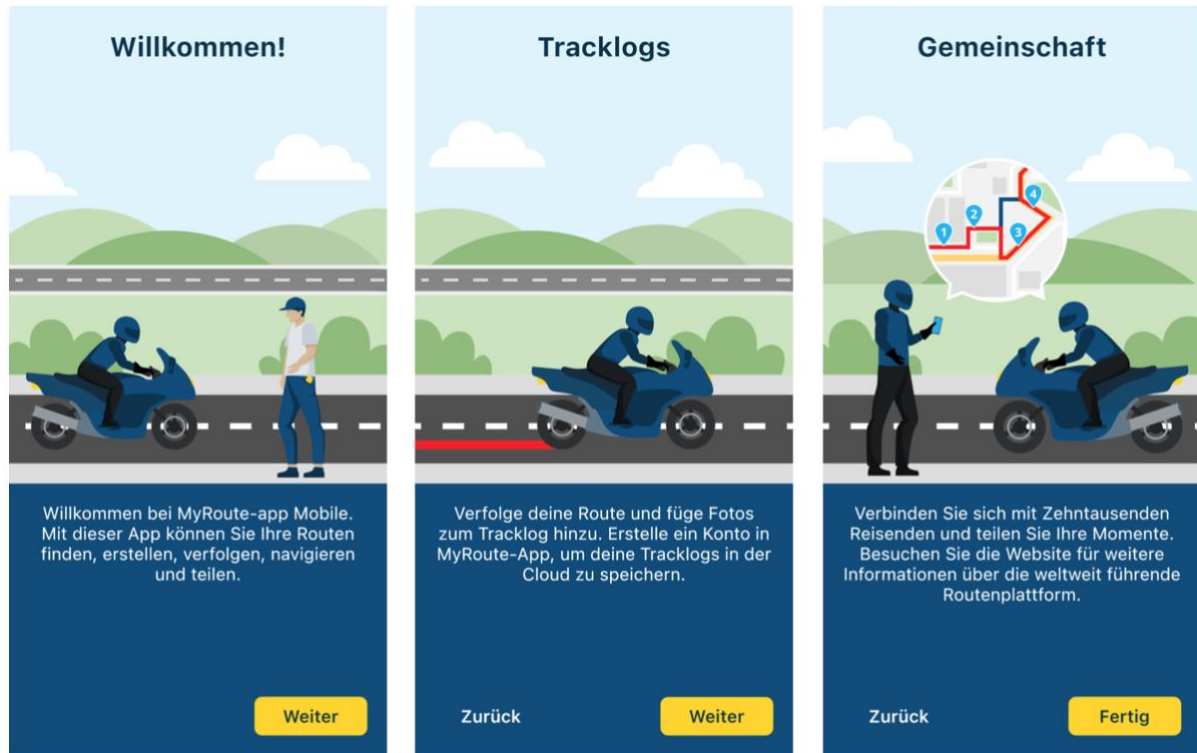 Willkommen!
Willkommen bei MyRoute-app Mobile.
Mit dieser App können Sie Ihre Routen
finden, erstellen, verfolgen, navigieren
und teilen.
Weiter
Tracklogs
Verfolge deine Route und füge Fotos
zum Tracklog hinzu. Erstelle ein Konto in
MyRoute-App, um deine Tracklogs in der
Cloud zu speichern.
Zurück
Weiter
Gemeinschaft
1
2
3
4
Verbinden Sie sich mit Zehntausenden
Reisenden und teilen Sie Ihre Momente.
Besuchen Sie die Website für weitere
Informationen über die weltweit führende
Routenplattform.
Zurück
Fertig